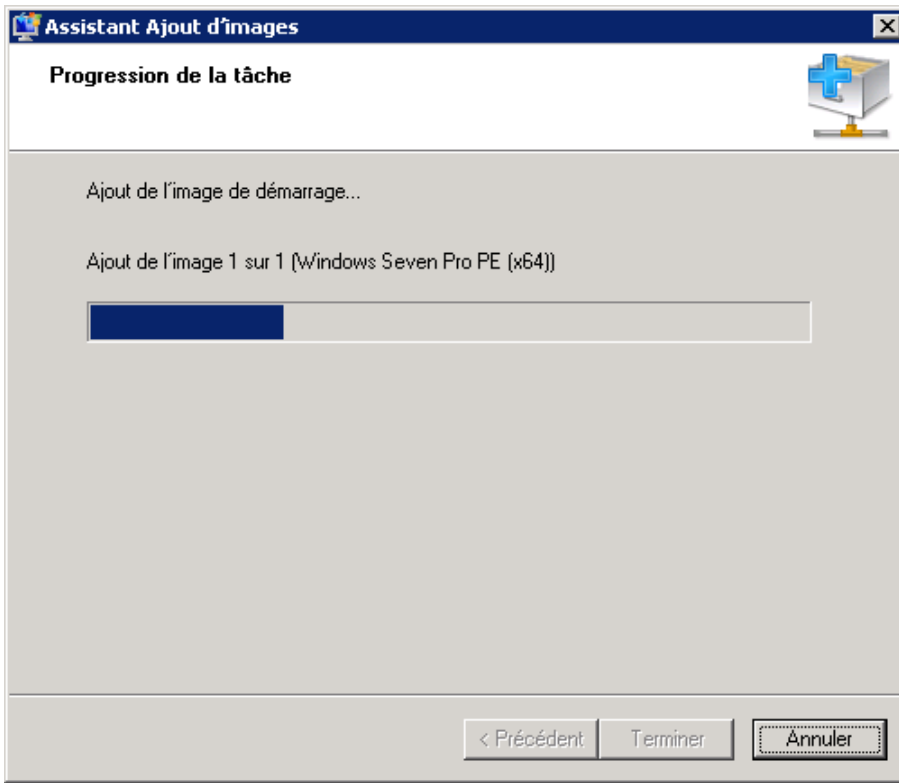 Assistant Ajout d'images
Progression de la tâche
Ajout de l'image de démarrage...
Ajout de l'image 1 sur 1 (Windows Seven Pro PE (x64))
< Précédent
Terminer
Annuler